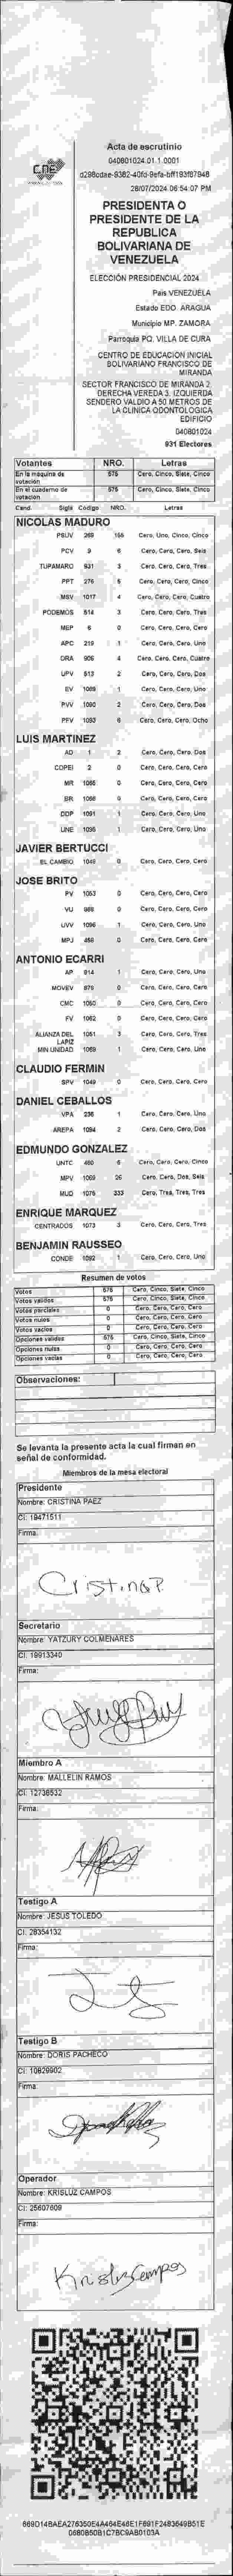 Acta de escrutinio
040801024.01.1.0001
d298cdae-9382-40fd-9efa-bff193f87948
28/07/2024 06:54:07 PM
CNE
PRESIDENTA O
PRESIDENTE DE LA
REPUBLICA
BOLIVARIANA DE
VENEZUELA
ELECCIÓN PRESIDENCIAL 2024
País VENEZUELA
Estado EDO. ARAGUA
Municipio MP. ZAMORA
Parroquia PQ. VILLA DE CURA
CENTRO DE EDUCACION INICIAL
BOLIVARIANO FRANCISCO DE
MIRANDA
SECTOR FRANCISCO DE MIRANDA 2.
DERECHA VEREDA 3. IZQUIERDA
SENDERO VALDIO A 50 METROS DE
LA CLINICA ODONTOLOGICA
EDIFICIO
040801024
931 Electores
Votantes NRO. Letras
En la máquina de votación 575 Cero, Cinco, Siete, Cinco
En el cuaderno de votación 575 Cero, Cinco, Siete, Cinco
Cand. Sigla Código NRO. Letras
NICOLAS MADURO
PSUV 269 155 Cero, Uno, Cinco, Cinco
PCV 9 6 Cero, Cero, Cero, Seis
TUPAMARO 931 3 Cero, Cero, Cero, Tres
PPT 276 5 Cero, Cero, Cero, Cinco
MSV 1017 4 Cero, Cero, Cero, Cuatro
PODEMOS 514 3 Cero, Cero, Cero, Tres
MEP 6 0 Cero, Cero, Cero, Cero
APC 219 1 Cero, Cero, Cero, Uno
ORA 906 4 Cero, Cero, Cero, Cuatro
UPV 513 2 Cero, Cero, Cero, Dos
EV 1089 1 Cero, Cero, Cero, Uno
PVV 1090 2 Cero, Cero, Cero, Dos
PFV 1093 Cero, Cero, Cero, Ocho
LUIS MARTINEZ
AD 1 2 Cero, Cero, Cero, Dos
COPEI 2 0 Cero, Cero, Cero, Cero
MR 1065 0 Cero, Cero, Cero, Cero
BR 1068 0 Cero, Cero, Cero, Cero
DDP 1091 1 Cero, Cero, Cero, Uno
UNE 1095 1 Cero, Cero, Cero, Uno
JAVIER BERTUCCI
EL CAMBIO 1048 0 Cero, Cero, Cero, Cero
JOSE BRITO
PV 1053 0 Cero, Cero, Cero, Cero
VU 989 0 Cero, Cero, Cero, Cero
UVV 1096 1 Cero, Cero, Cero, Uno
MPJ 456 0 Cero, Cero, Cero, Cero
ANTONIO ECARRI
AP 914 1 Cero, Cero, Cero, Uno
MOVEV 879 0 Cero, Cero, Cero, Cero
CMC 1050 0 Cero, Cero, Cero, Cero
FV 1062 0 Cero, Cero, Cero, Cero
ALIANZA DEL LAPIZ 1051 3 Cero, Cero, Cero, Tres
MIN UNIDAD 1069 1 Cero, Cero, Cero, Uno
CLAUDIO FERMIN
SPV 1049 0 Cero, Cero, Cero, Cero
DANIEL CEBALLOS
VPA 236 1 Cero, Cero, Cero, Uno
AREPA 1094 2 Cero, Cero, Cero, Dos
EDMUNDO GONZALEZ
UNTC 460 Cero, Cero, Cero, Cinco
MPV 1069 26 Cero, Cero, Dos, Seis
MUD 1076 333 Cero, Tres, Tres, Tres
ENRIQUE MARQUEZ
CENTRADOS 1073 3 Cero, Cero, Cero, Tres
BENJAMIN RAUSSEO
CONDE 1092 1 Cero, Cero, Cero, Uno
Resumen de votos
Votos 575 Cero, Cinco, Siete, Cinco
Votos válidos 575 Cero, Cinco, Siete, Cinco
Votos parciales 0 Cero, Cero, Cero, Cero
Votos nulos 0 Cero, Cero, Cero, Cero
Votos vacíos 0 Cero, Cero, Cero, Cero
Opciones válidas 575 Cero, Cinco, Siete, Cinco
Opciones nulas 0 Cero, Cero, Cero, Cero
Opciones vacías 0 Cero, Cero, Cero, Cero
Observaciones:
Se levanta la presente acta la cual firman en
señal de conformidad.
Miembros de la mesa electoral
Presidente
Nombre: CRISTINA PAEZ
CI: 19471511
Firma:
Cristina P.
Secretario
Nombre: YATZURY COLMENARES
CI: 19913340
Firma:
Miembro A
Nombre: MALLELIN RAMOS
CI: 12736532
Firma:
Testigo A
Nombre: JESUS TOLEDO
CI: 28354132
Firma:
Testigo B
Nombre: DORIS PACHECO
CI: 10829902
Firma:
Operador
Nombre: KRISLUZ CAMPOS
CI: 25607609
Firma:
Krisluz Campos
669D14BAEA276350E4A464E46E1F691F2483649B51E
0680B50B1C7BC9AB0103A